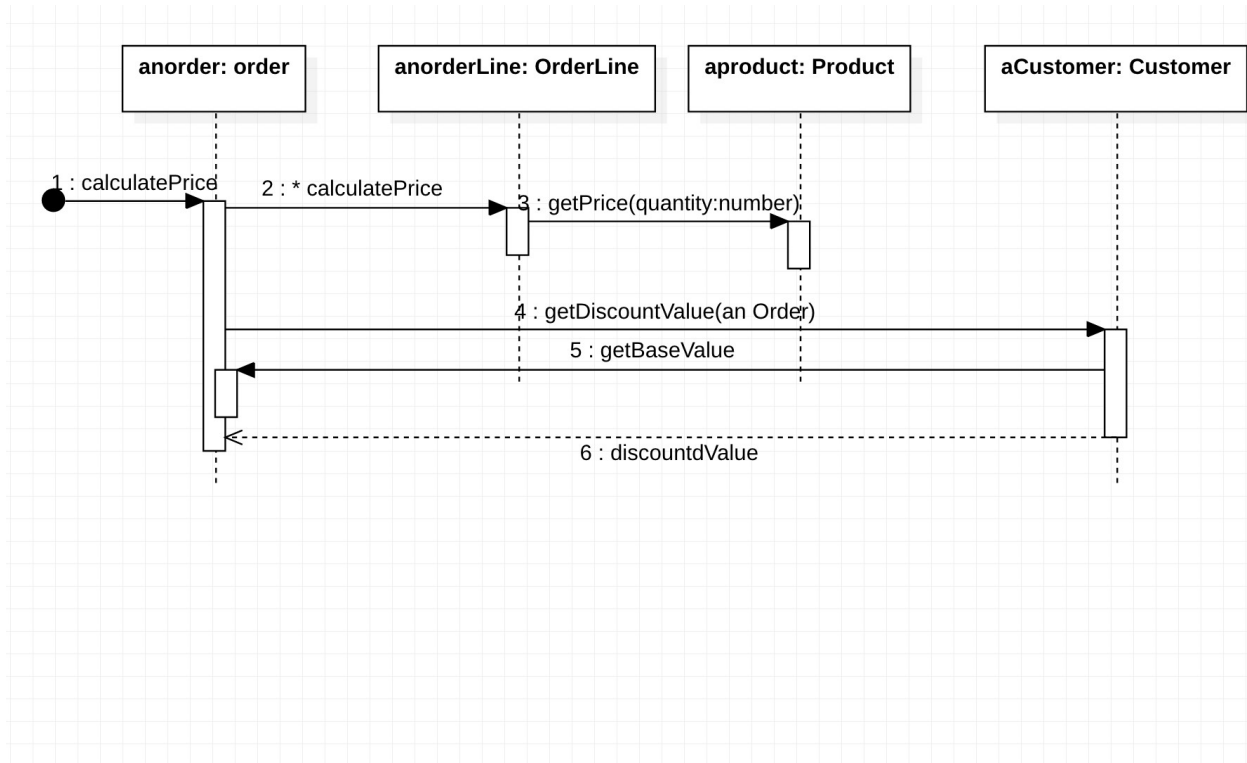 anorder: order
anorderLine: OrderLine
aproduct: Product
aCustomer: Customer
1 : calculatePrice
2 : * calculatePrice
3 : getPrice(quantity:number)
4 : getDiscountValue(an Order)
5 : getBaseValue
6 : discountdValue